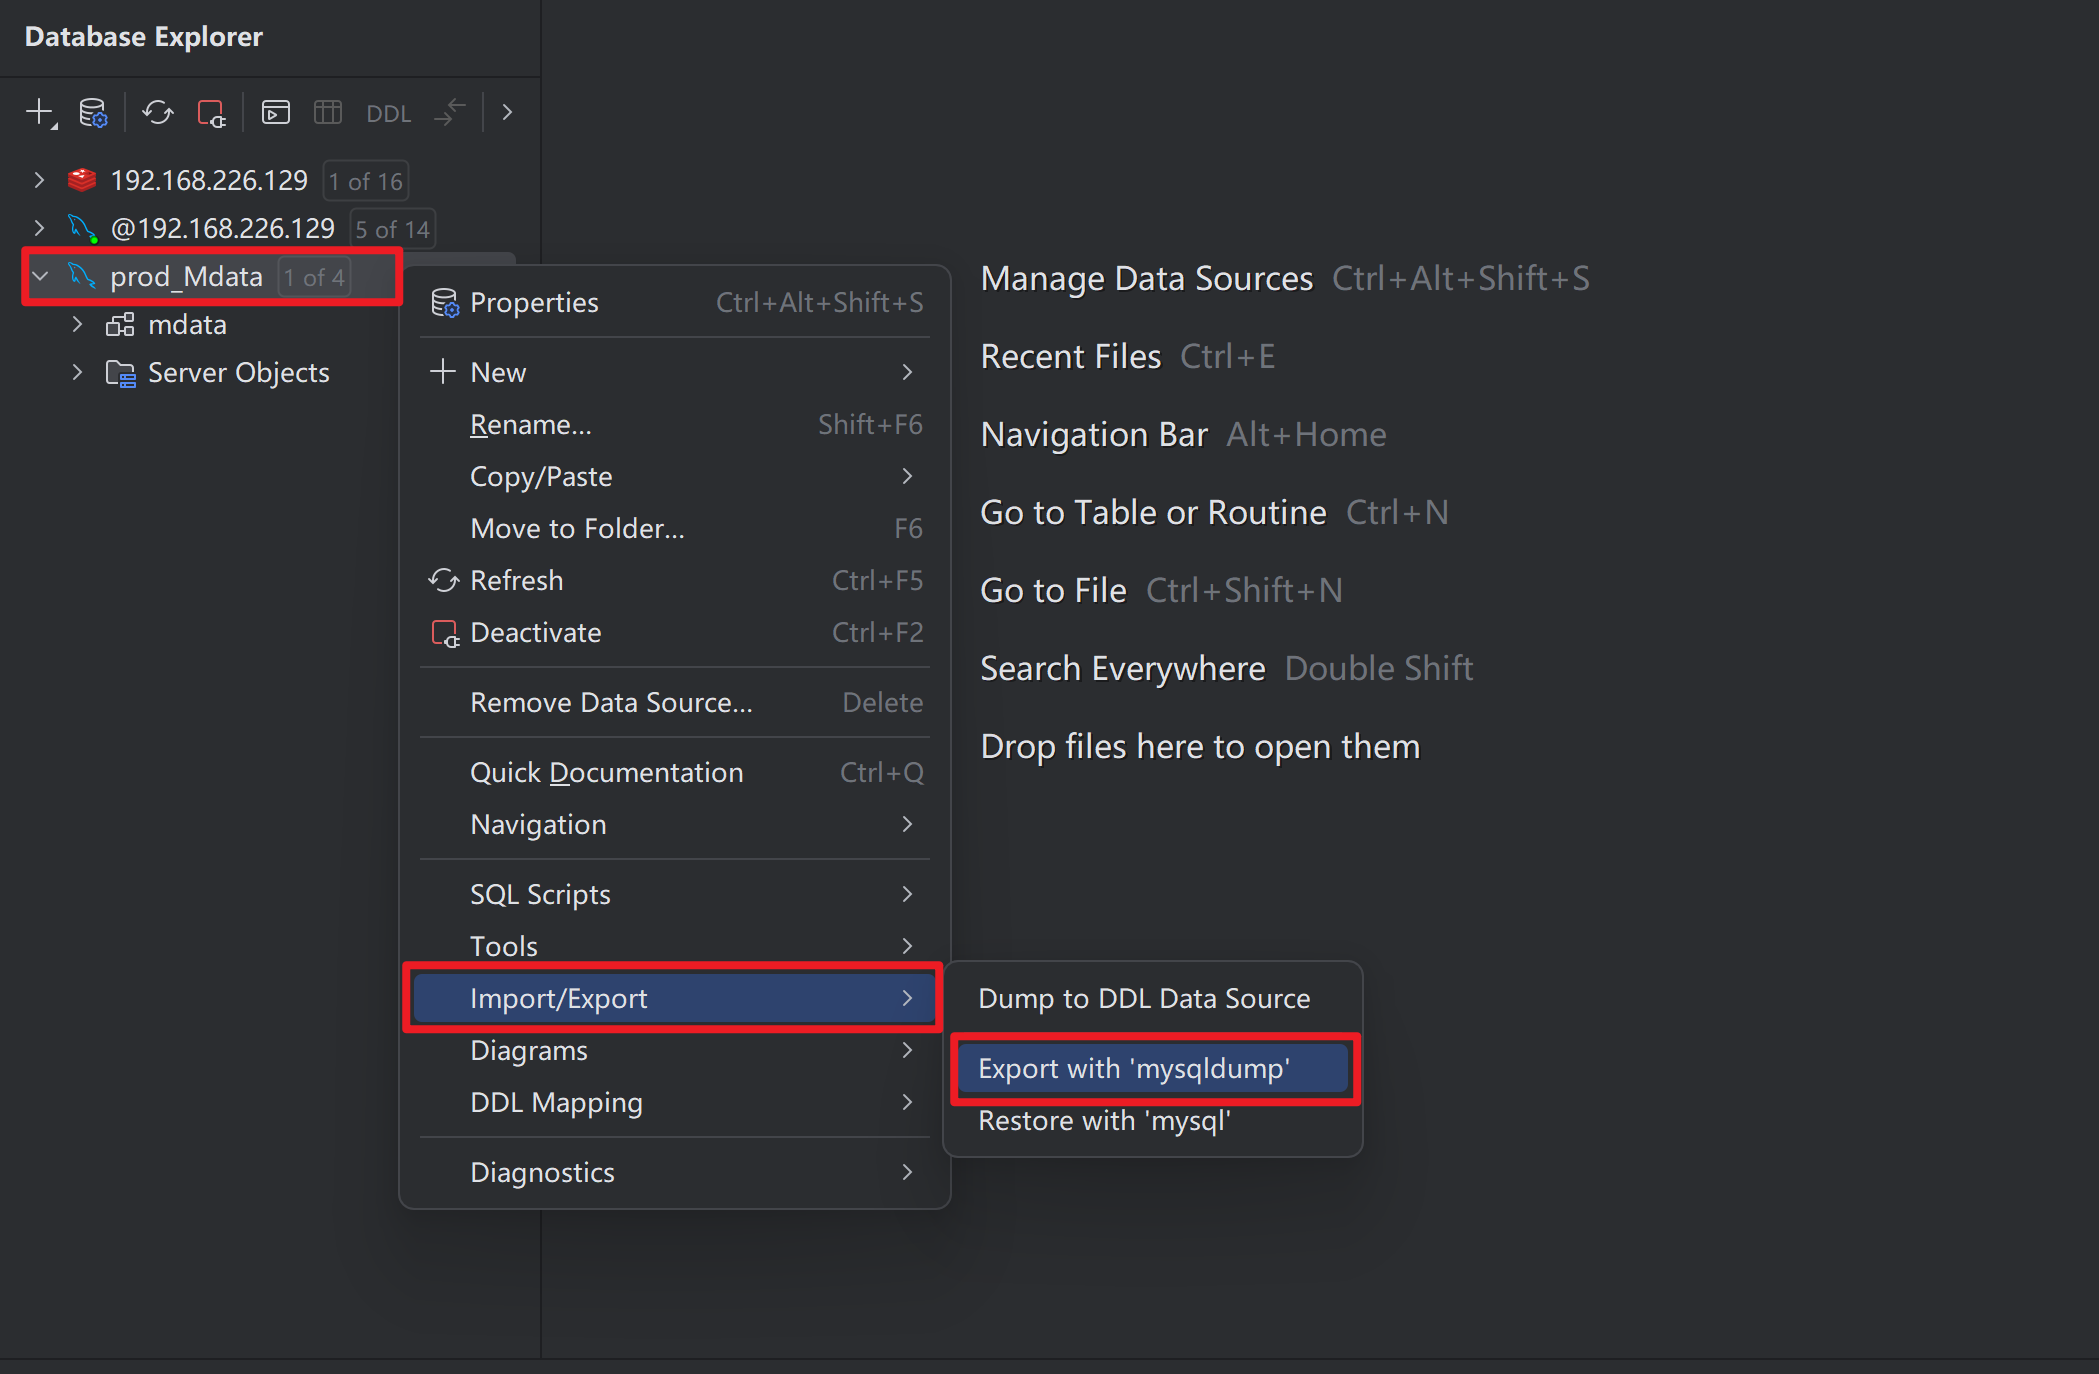 Database Explorer
DDL
192.168.226.129 1 of 16
@192.168.226.129 5 of 14
prod_Mdata 1 of 4
mdata
Server Objects
Properties Ctrl+Alt+Shift+S
New
Rename... Shift+F6
Copy/Paste
Move to Folder... F6
Refresh Ctrl+F5
Deactivate Ctrl+F2
Remove Data Source... Delete
Quick Documentation Ctrl+Q
Navigation
SQL Scripts
Tools
Import/Export
Diagrams
DDL Mapping
Diagnostics
Dump to DDL Data Source
Export with 'mysqldump'
Restore with 'mysql'
Manage Data Sources Ctrl+Alt+Shift+S
Recent Files Ctrl+E
Navigation Bar Alt+Home
Go to Table or Routine Ctrl+N
Go to File Ctrl+Shift+N
Search Everywhere Double Shift
Drop files here to open them